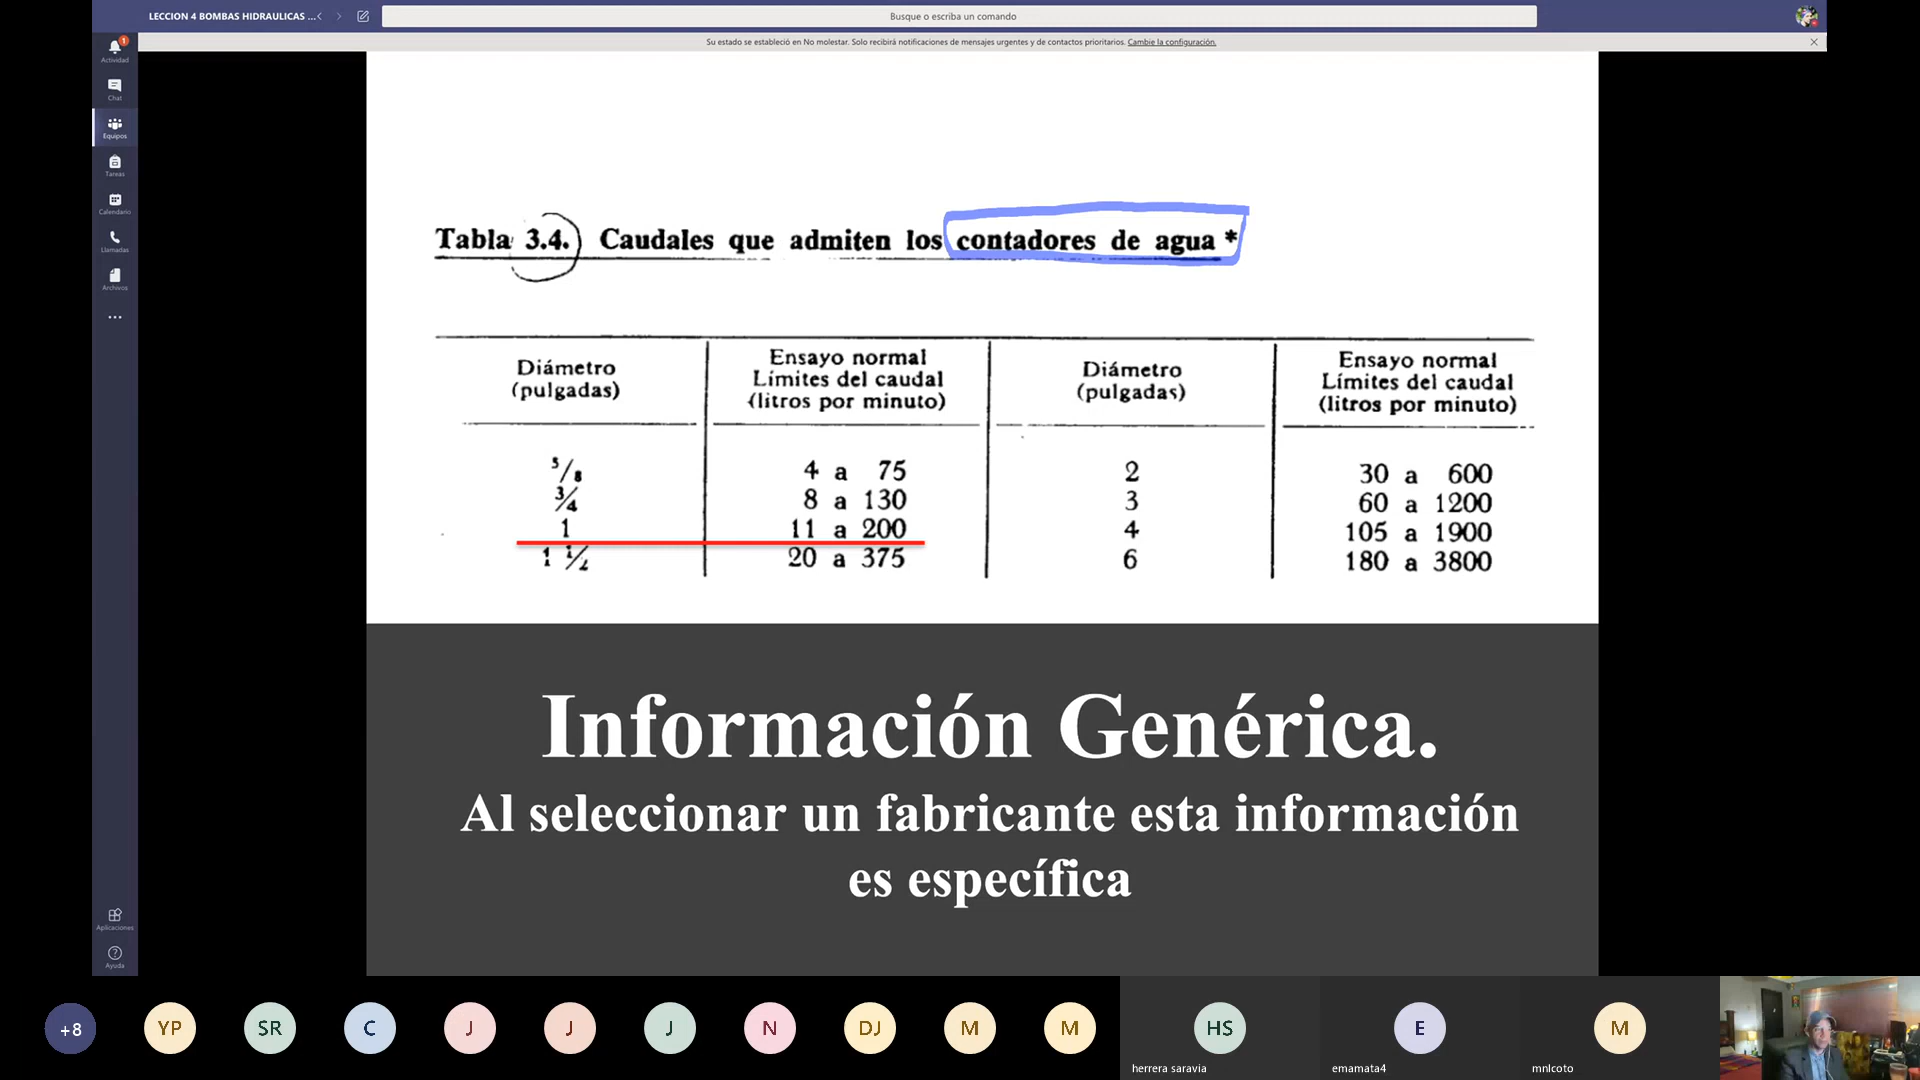 LECCION 4 BOMBAS HIDRAULICAS ...
Busque o escriba un comando
Su estado se estableció en No molestar. Solo recibirá notificaciones de mensajes urgentes y de contactos prioritarios. Cambie la configuración.
1
Actividad
Chat
Equipos
Tareas
Calendario
Llamadas
Archivos
Aplicaciones
Ayuda
Tabla 3.4. Caudales que admiten los contadores de agua *
Diámetro (pulgadas)
Ensayo normal Límites del caudal (litros por minuto)
Diámetro (pulgadas)
Ensayo normal Límites del caudal (litros por minuto)
5/8 4 a 75 2 30 a 600
3/4 8 a 130 3 60 a 1200
1 11 a 200 4 105 a 1900
1 1/2 20 a 375 6 180 a 3800
Información Genérica.
Al seleccionar un fabricante esta información
es específica
+8 YP SR C J J J N DJ M M HS E M
herrera saravia emamata4 mnlcoto